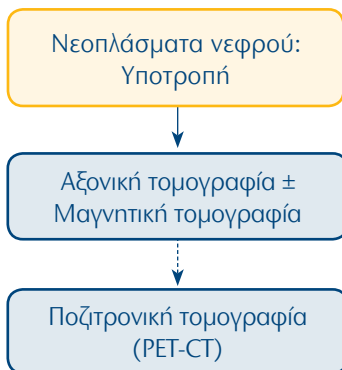 Νεοπλάσματα νεφρού:
Υποτροπή
Αξονική τομογραφία ±
Μαγνητική τομογραφία
Ποζιτρονική τομογραφία
(PET-CT)